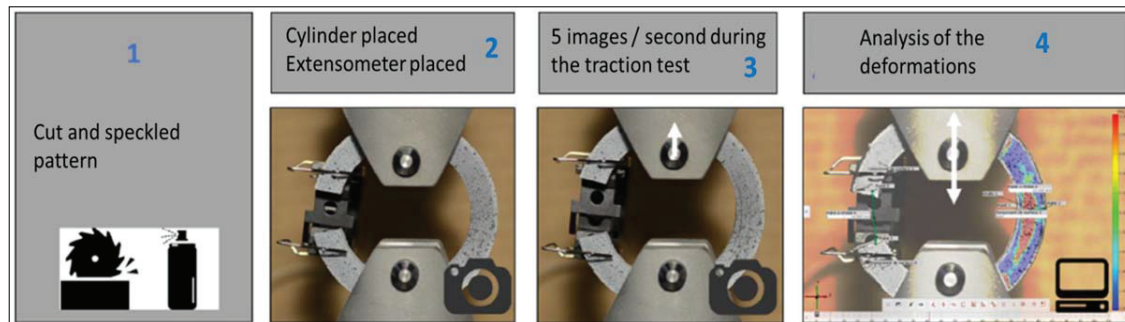 1
Cut and speckled
pattern
Cylinder placed
Extensometer placed
2
5 images / second during
the traction test
3
Analysis of the
deformations
4